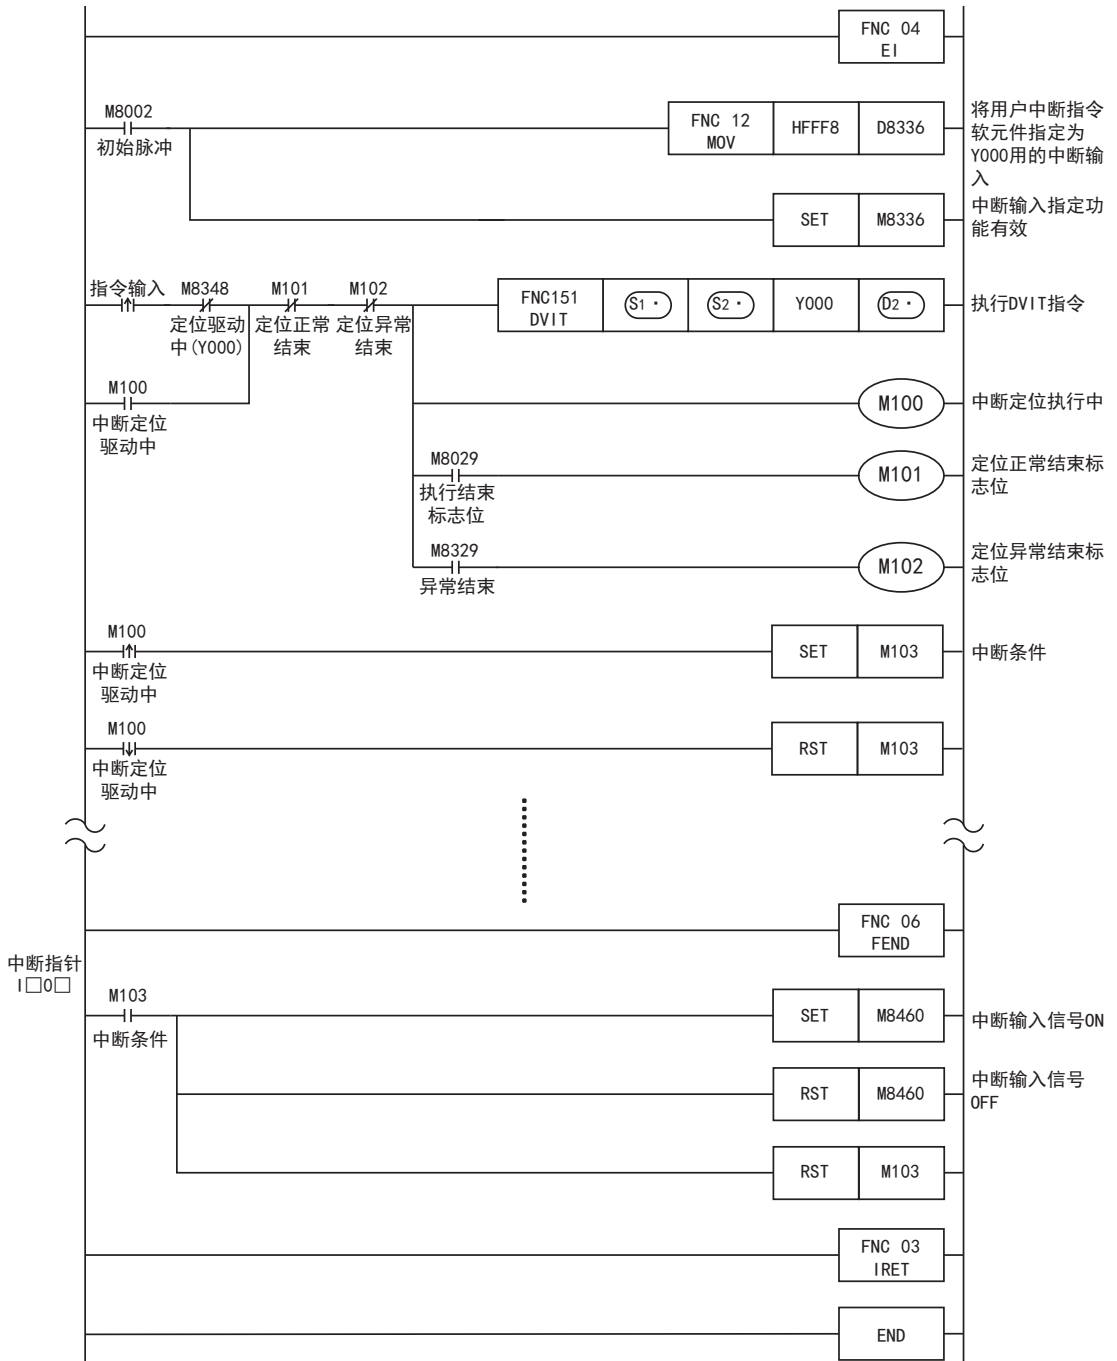 FNC 04
EI
M8002
初始脉冲
FNC 12
MOV
HFFF8
D8336
将用户中断指令
软元件指定为
Y000用的中断输
入
SET
M8336
中断输入指定功
能有效
指令输入
M8348
定位驱动
中(Y000)
M101
定位正常
结束
M102
定位异常
结束
FNC151
DVIT
S1·
S2·
Y000
D2·
执行DVIT指令
M100
中断定位
驱动中
M100
中断定位执行中
M8029
执行结束
标志位
M101
定位正常结束标
志位
M8329
异常结束
M102
定位异常结束标
志位
M100
中断定位
驱动中
SET
M103
中断条件
M100
中断定位
驱动中
RST
M103
FNC 06
FEND
中断指针
I□0□
M103
中断条件
SET
M8460
中断输入信号ON
RST
M8460
中断输入信号
OFF
RST
M103
FNC 03
IRET
END